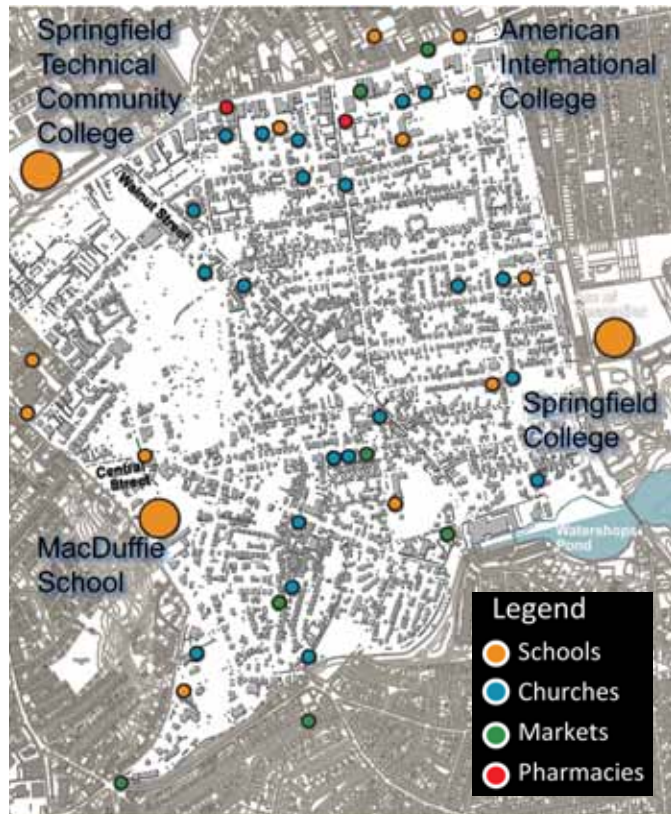 Springfield
Technical
Community
College
American
International
College
Walnut Street
Springfield
College
Central
Street
MacDuffie
School
Watershops
Pond
Legend
Schools
Churches
Markets
Pharmacies